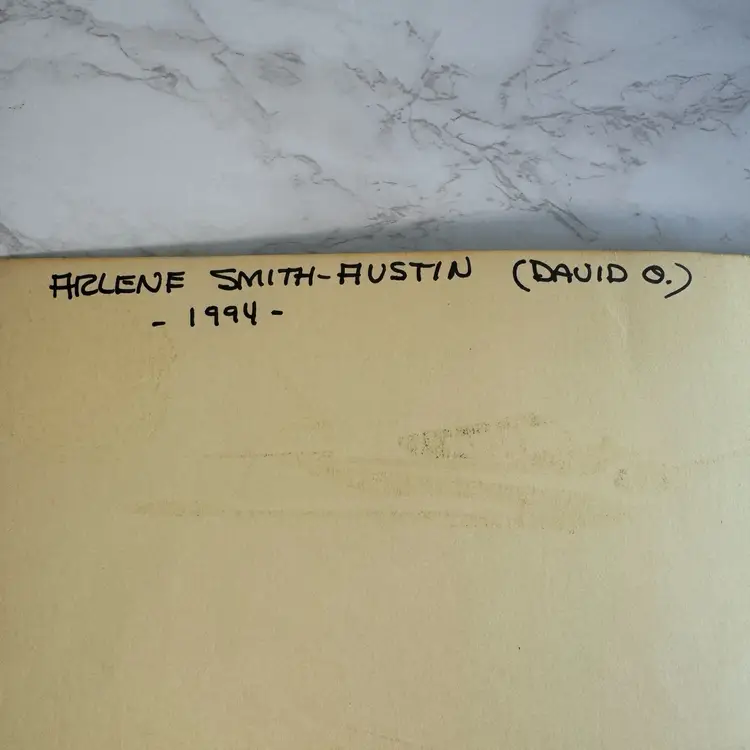 ARLENE SMITH-AUSTIN (DAVID O.)
- 1994 -